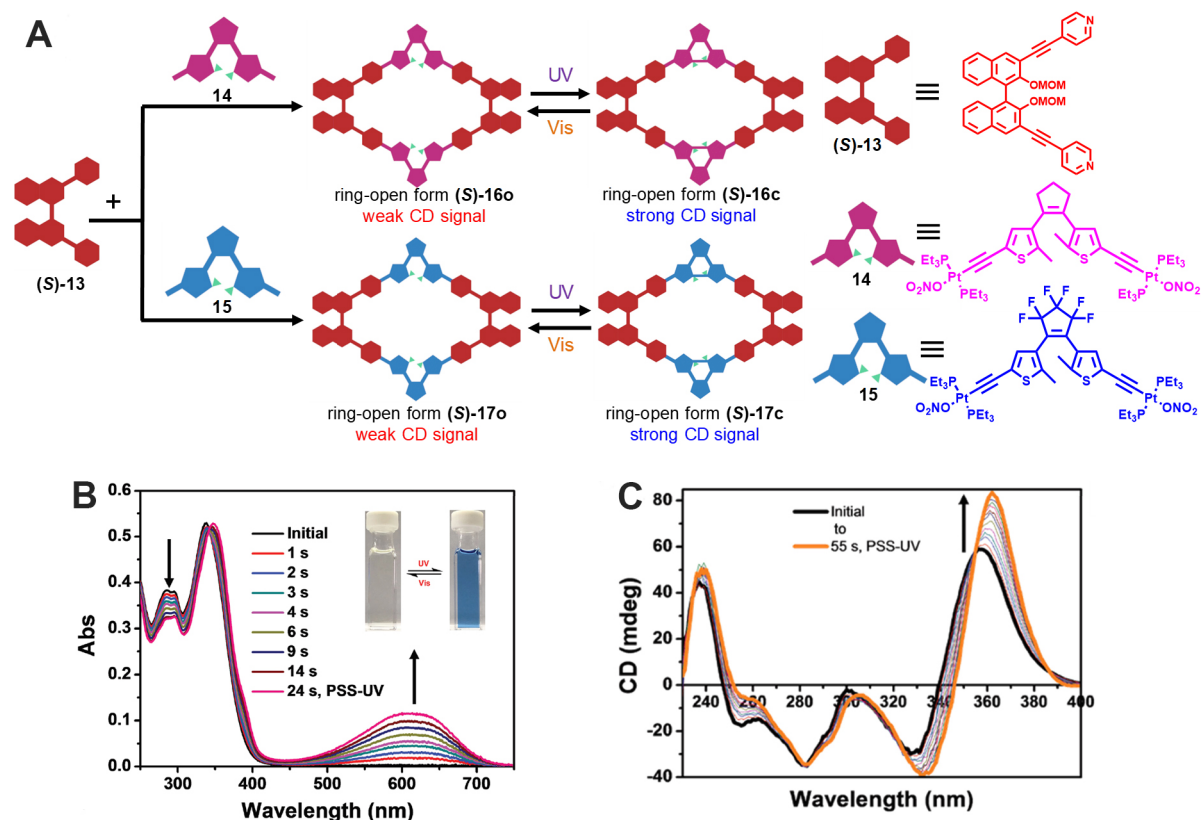 A
14
15
(S)-13
+
UV
Vis
ring-open form (S)-16o
weak CD signal
ring-open form (S)-16c
strong CD signal
UV
Vis
ring-open form (S)-17o
weak CD signal
ring-open form (S)-17c
strong CD signal
(S)-13
≡
N
OMOM
OMOM
N
14
≡
S
S
PEt3
Pt
O2NO
PEt3
PEt3
Pt
Et3P
ONO2
15
≡
F
F
F
F
F
F
S
S
PEt3
Pt
O2NO
PEt3
PEt3
Pt
Et3P
ONO2
B
Abs
0.6
0.5
0.4
0.3
0.2
0.1
0.0
300
400
500
600
700
Wavelength (nm)
Initial
1 s
2 s
3 s
4 s
6 s
9 s
14 s
24 s, PSS-UV
UV
Vis
C
CD (mdeg)
80
60
40
20
0
-20
-40
240
260
280
300
320
340
360
380
400
Wavelength (nm)
Initial
to
55 s, PSS-UV